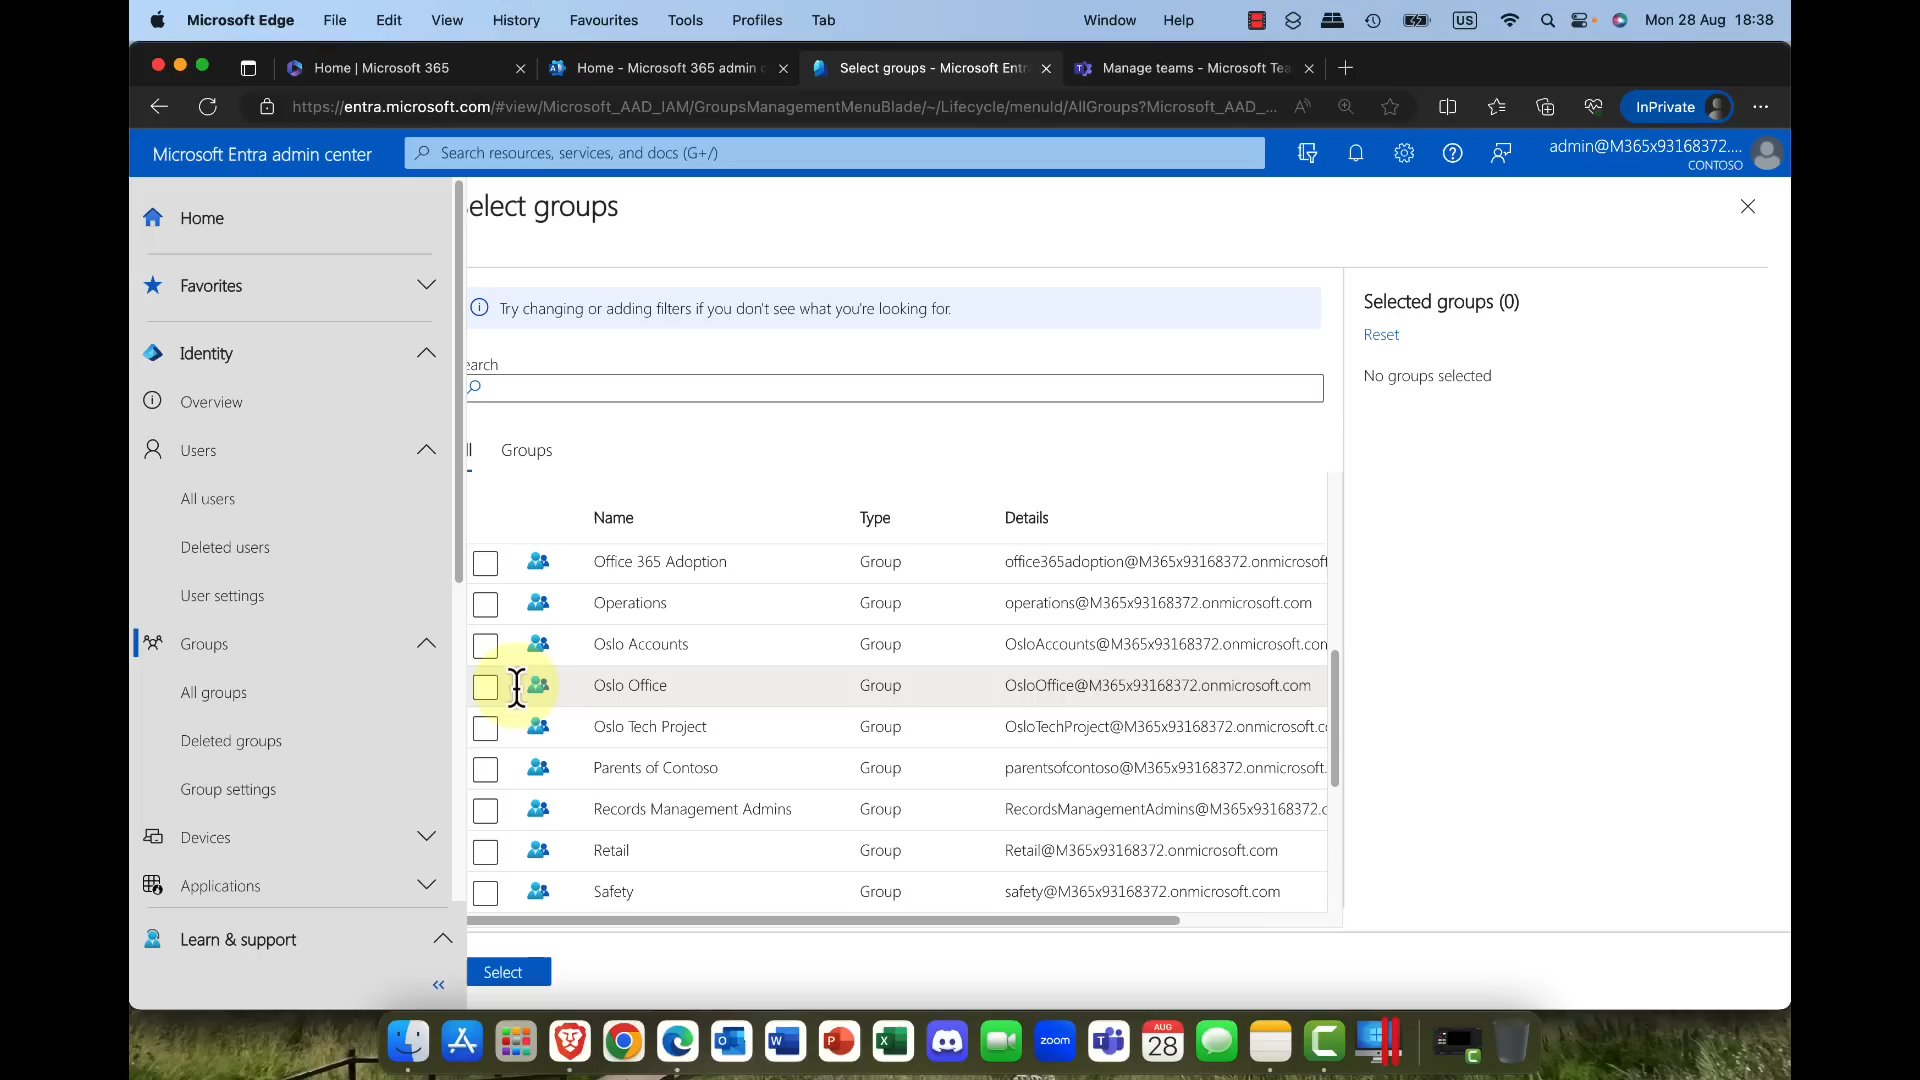 Microsoft Edge File Edit View History Favourites Tools Profiles Tab Window Help US Mon 28 Aug 18:38
Home | Microsoft 365
Home - Microsoft 365 admin c
Select groups - Microsoft Entr
Manage teams - Microsoft Tea
https://entra.microsoft.com/#view/Microsoft_AAD_IAM/GroupsManagementMenuBlade/~/Lifecycle/menuId/AllGroups?Microsoft_AAD_...
InPrivate
Microsoft Entra admin center
Search resources, services, and docs (G+/)
admin@M365x93168372....
CONTOSO
Home
Favorites
Identity
Overview
Users
All users
Deleted users
User settings
Groups
All groups
Deleted groups
Group settings
Devices
Applications
Learn & support
elect groups
Try changing or adding filters if you don't see what you're looking for.
earch
ll Groups
Name Type Details
Office 365 Adoption Group office365adoption@M365x93168372.onmicrosoft
Operations Group operations@M365x93168372.onmicrosoft.com
Oslo Accounts Group OsloAccounts@M365x93168372.onmicrosoft.con
Oslo Office Group OsloOffice@M365x93168372.onmicrosoft.com
Oslo Tech Project Group OsloTechProject@M365x93168372.onmicrosoft.co
Parents of Contoso Group parentsofcontoso@M365x93168372.onmicrosoft.
Records Management Admins Group RecordsManagementAdmins@M365x93168372.o
Retail Group Retail@M365x93168372.onmicrosoft.com
Safety Group safety@M365x93168372.onmicrosoft.com
Select
Selected groups (0)
Reset
No groups selected
zoom
AUG
28